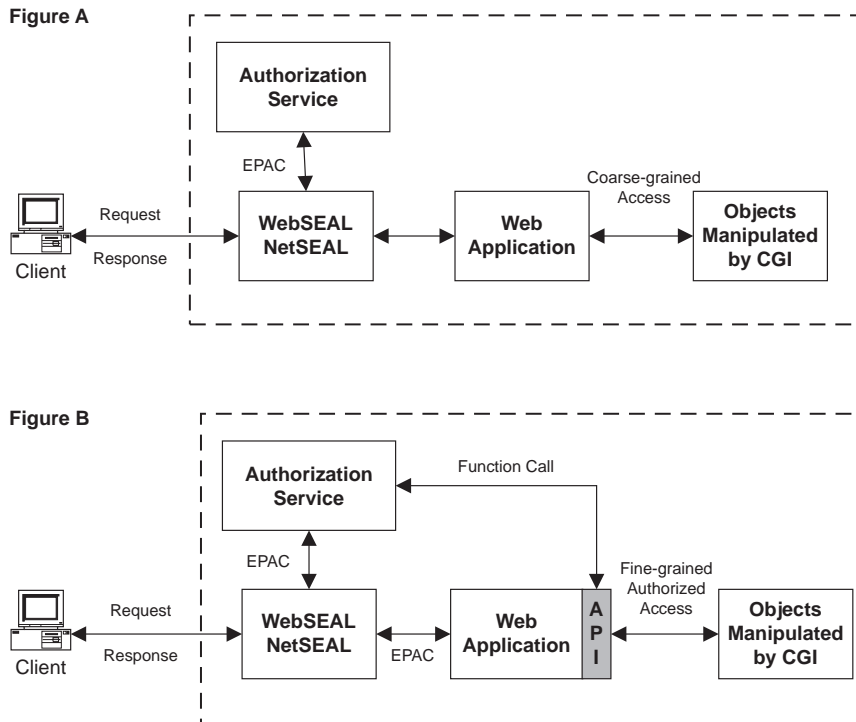 Figure A
Authorization
Service
EPAC
Coarse-grained
Access
Request
Response
Client
WebSEAL
NetSEAL
Web
Application
Objects
Manipulated
by CGI
Figure B
Authorization
Service
Function Call
EPAC
Fine-grained
Authorized
Access
Request
Response
Client
WebSEAL
NetSEAL
EPAC
Web
Application
A
P
I
Objects
Manipulated
by CGI